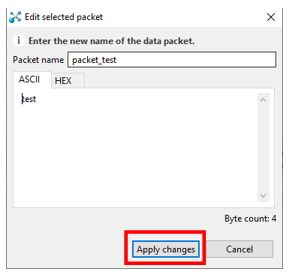 Edit selected packet
Enter the new name of the data packet.
Packet name packet_test
ASCII HEX
test
Byte count: 4
Apply changes Cancel